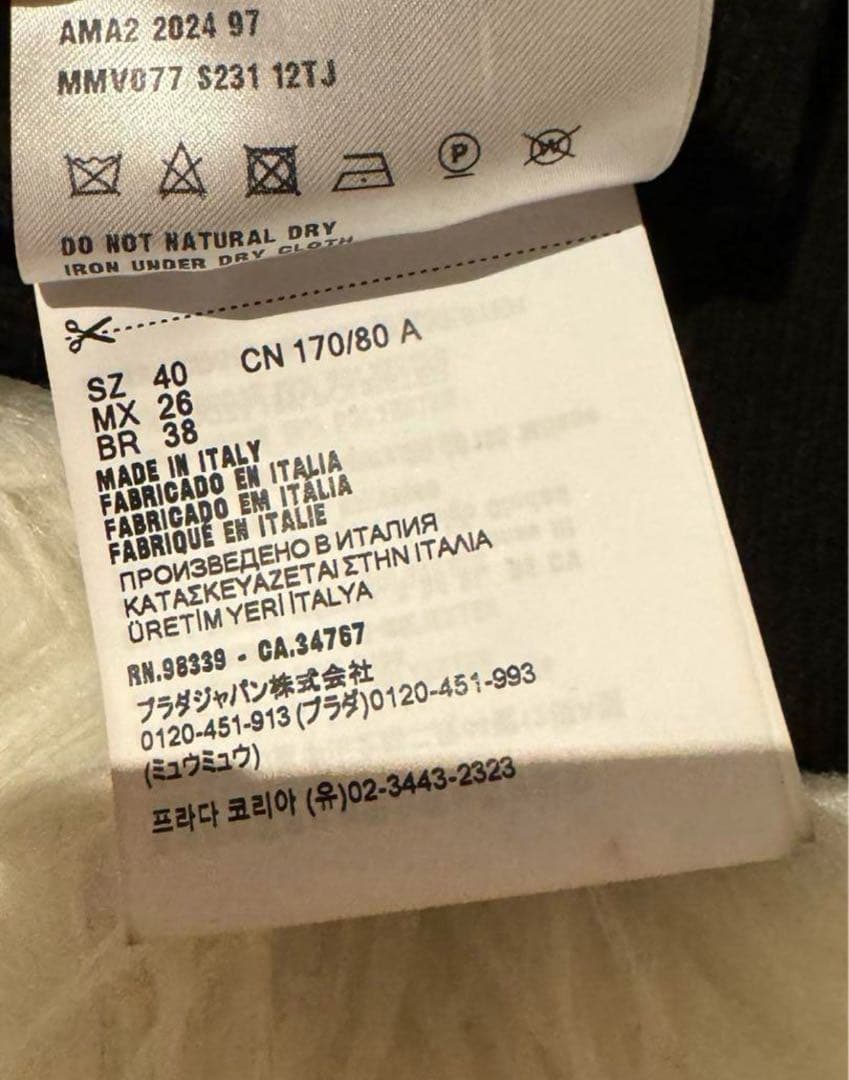 AMA2 2024 97
MMV077 S231 12TJ
DO NOT NATURAL DRY
IRON UNDER DRY CLOTH
SZ 40 CN 170/80 A
MX 26
BR 38
MADE IN ITALY
FABRICADO EN ITALIA
FABRICADO EM ITÁLIA
FABRIQUÉ EN ITALIE
ПРОИЗВЕДЕНО В ИТАЛИЯ
ΚΑΤΑΣΚΕΥΑΖΕΤΑΙ ΣΤΗΝ ΙΤΑΛΙΑ
ÜRETİM YERİ İTALYA
RN.98339 - CA.34767
プラダジャパン株式会社
0120-451-913 (プラダ)0120-451-993
(ミュウミュウ)
프라다 코리아 (유)02-3443-2323